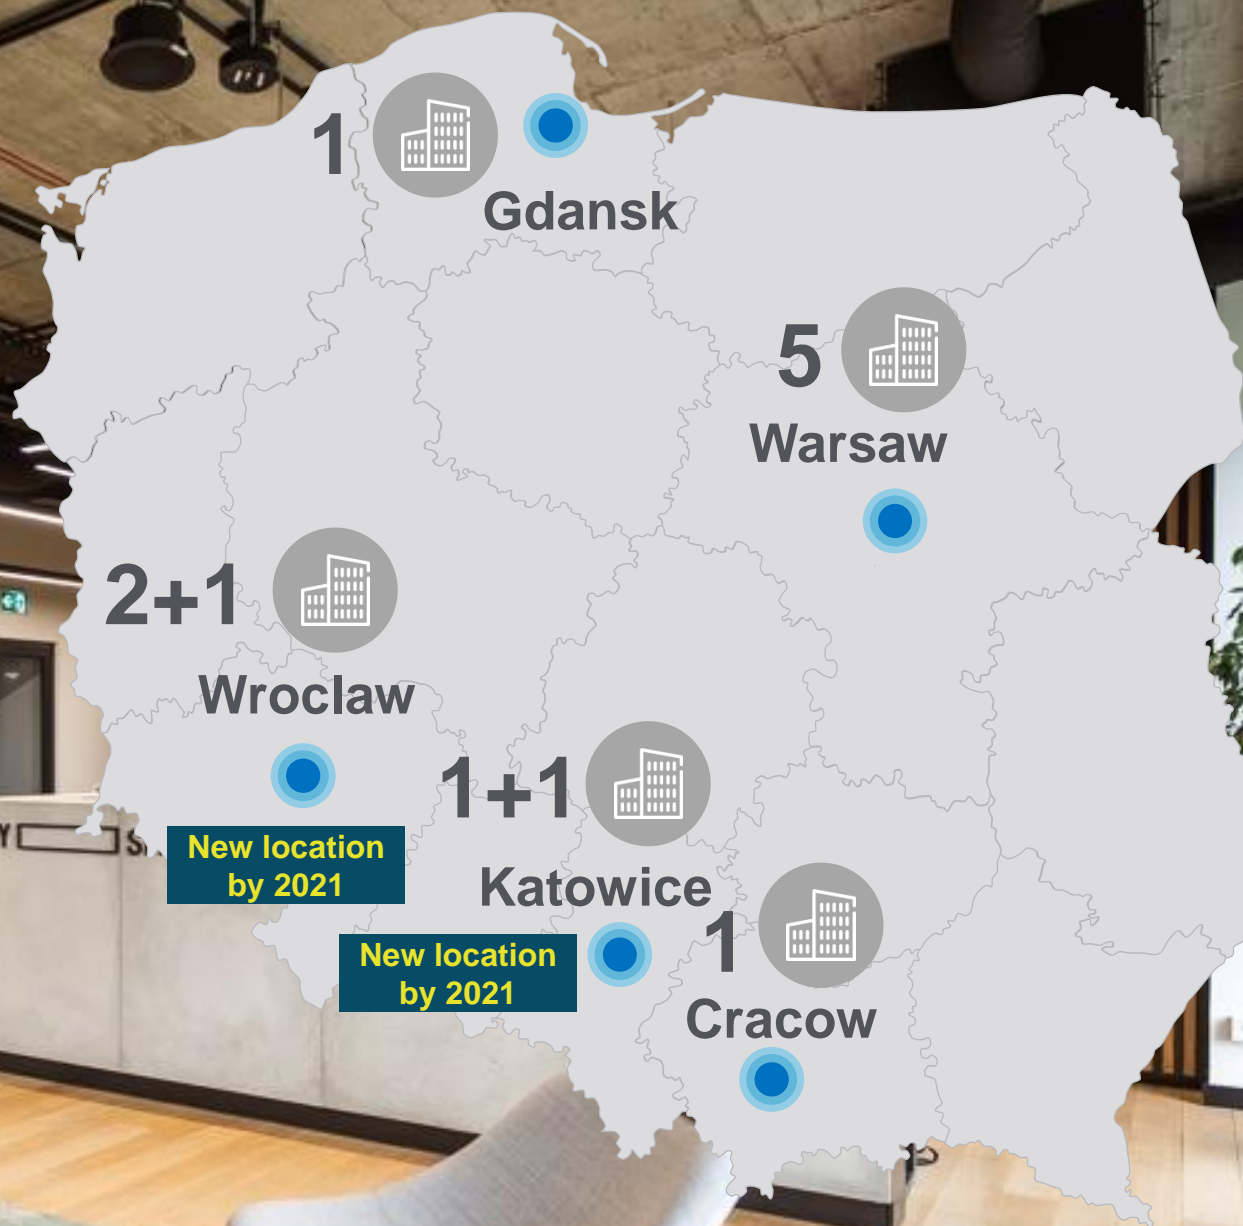 1
Gdansk
5
Warsaw
2+1
Wroclaw
New location
by 2021
1+1
Katowice
New location
by 2021
1
Cracow